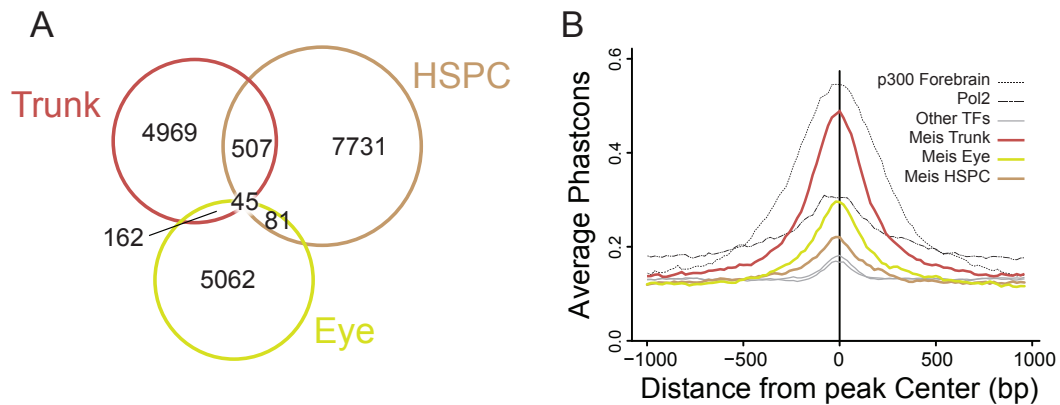 A
Trunk
HSPC
4969
507
7731
45
81
162
5062
Eye
B
Average Phastcons
0.6
0.4
0.2
0.0
p300 Forebrain
Pol2
Other TFs
Meis Trunk
Meis Eye
Meis HSPC
−1000 −500 0 500 1000
Distance from peak Center (bp)